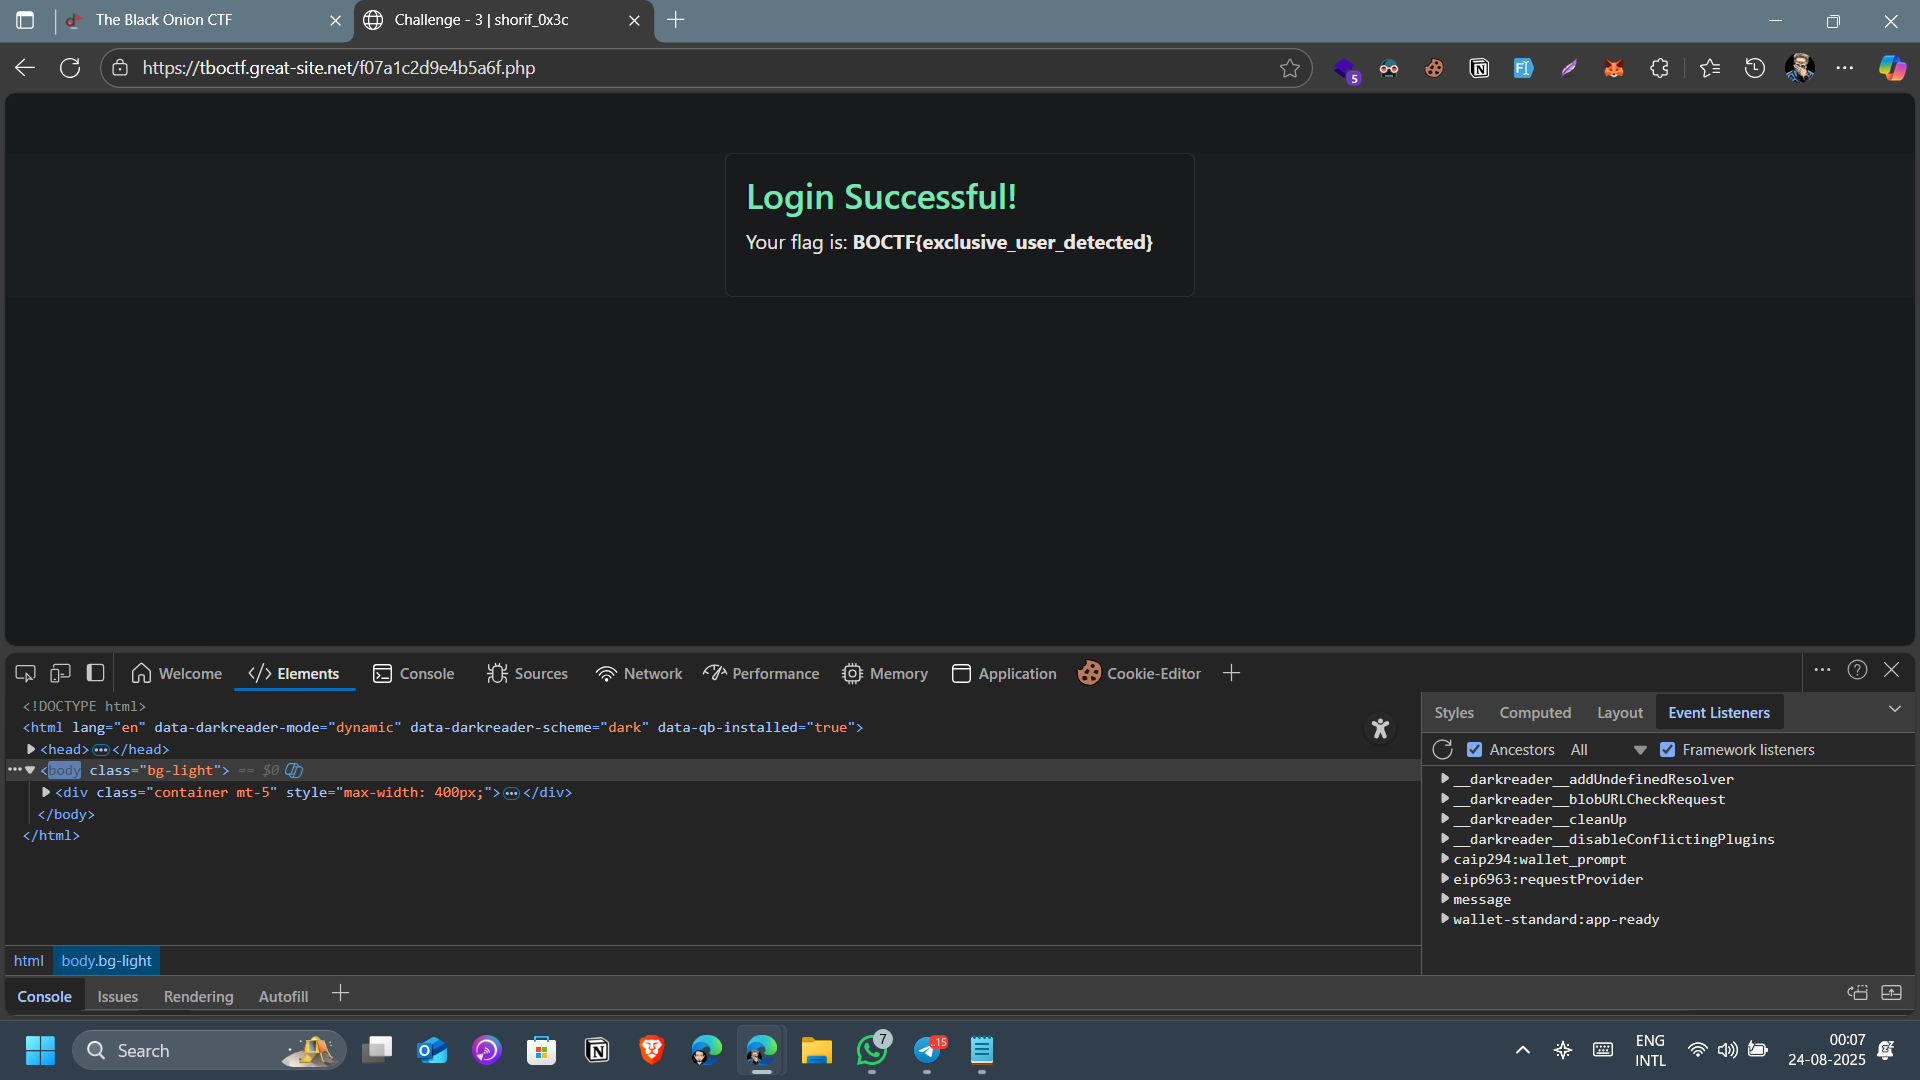 The Black Onion CTF
Challenge - 3 | shorif_0x3c
https://tboctf.great-site.net/f07a1c2d9e4b5a6f.php
5
Login Successful!
Your flag is: BOCTF{exclusive_user_detected}
Welcome
Elements
Console
Sources
Network
Performance
Memory
Application
Cookie-Editor
<!DOCTYPE html>
<html lang="en" data-darkreader-mode="dynamic" data-darkreader-scheme="dark" data-qb-installed="true">
<head>…</head>
<body class="bg-light"> == $0
<div class="container mt-5" style="max-width: 400px;">…</div>
</body>
</html>
Styles
Computed
Layout
Event Listeners
Ancestors
All
Framework listeners
__darkreader__addUndefinedResolver
__darkreader__blobURLCheckRequest
__darkreader__cleanUp
__darkreader__disableConflictingPlugins
caip294:wallet_prompt
eip6963:requestProvider
message
wallet-standard:app-ready
html
body.bg-light
Console
Issues
Rendering
Autofill
Search
7
..15
ENG
INTL
00:07
24-08-2025